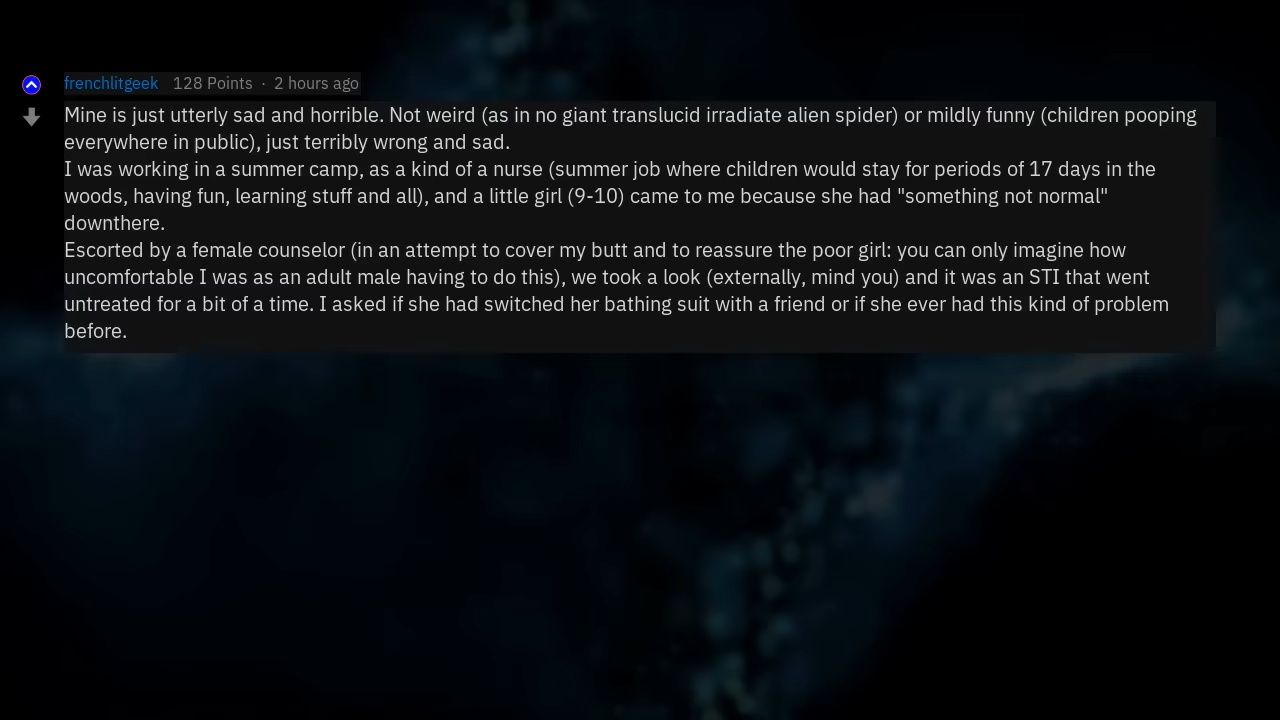 frenchlitgeek 128 Points · 2 hours ago
Mine is just utterly sad and horrible. Not weird (as in no giant translucid irradiate alien spider) or mildly funny (children pooping
everywhere in public), just terribly wrong and sad.
I was working in a summer camp, as a kind of a nurse (summer job where children would stay for periods of 17 days in the
woods, having fun, learning stuff and all), and a little girl (9-10) came to me because she had "something not normal"
downthere.
Escorted by a female counselor (in an attempt to cover my butt and to reassure the poor girl: you can only imagine how
uncomfortable I was as an adult male having to do this), we took a look (externally, mind you) and it was an STI that went
untreated for a bit of a time. I asked if she had switched her bathing suit with a friend or if she ever had this kind of problem
before.